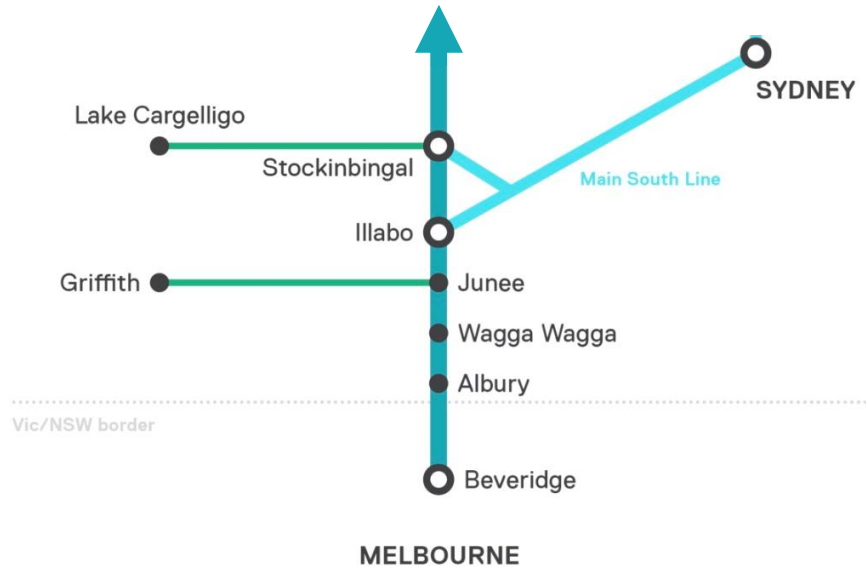 SYDNEY
Lake Cargelligo
Stockinbingal
Main South Line
Illabo
Griffith
Junee
Wagga Wagga
Albury
Vic/NSW border
Beveridge
MELBOURNE